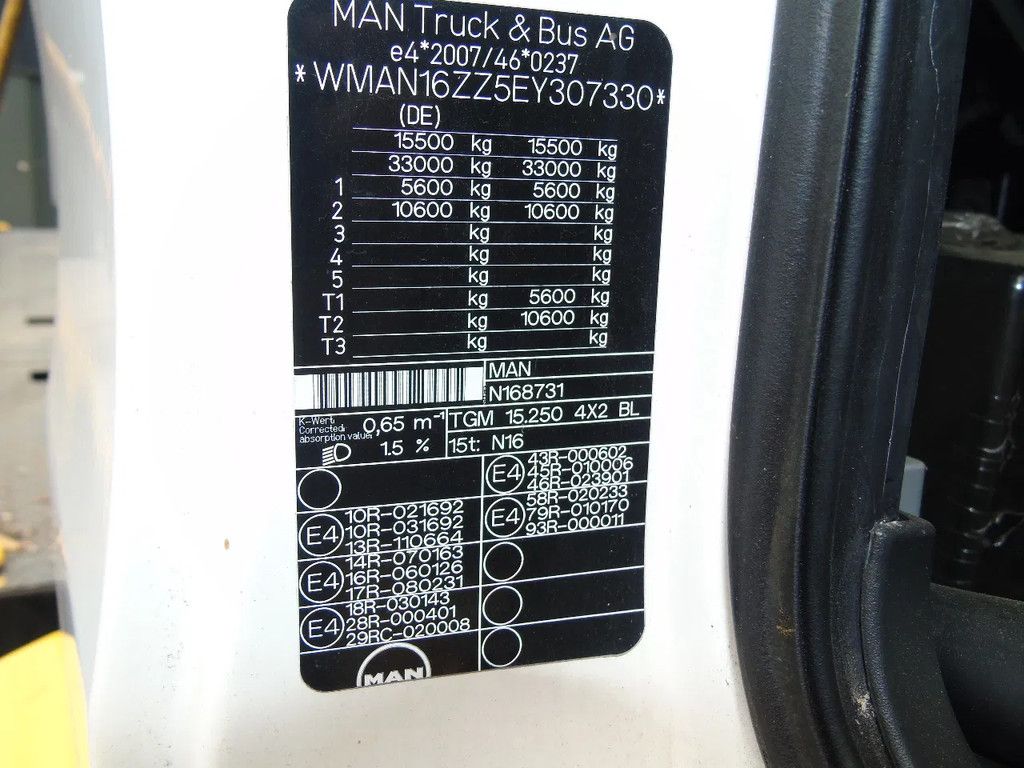 MAN Truck & Bus AG
e4*2007/46*0237
*WMAN16ZZ5EY307330*
(DE)
15500 kg 15500 kg
33000 kg 33000 kg
1 5600 kg 5600 kg
2 10600 kg 10600 kg
3 kg kg
4 kg kg
5 kg kg
T1 kg 5600 kg
T2 kg 10600 kg
T3 kg kg
MAN
N168731
K-Wert
Corrected
absorption value: 0,65 m⁻¹
1.5 %
TGM 15.250 4X2 BL
15t: N16
E4
10R-021692
10R-031692
13R-110664
E4
14R-070163
16R-060126
17R-080231
E4
18R-030143
28R-000401
29RC-020008
E4
43R-000602
45R-010006
46R-023901
E4
58R-020233
79R-010170
93R-000011
MAN